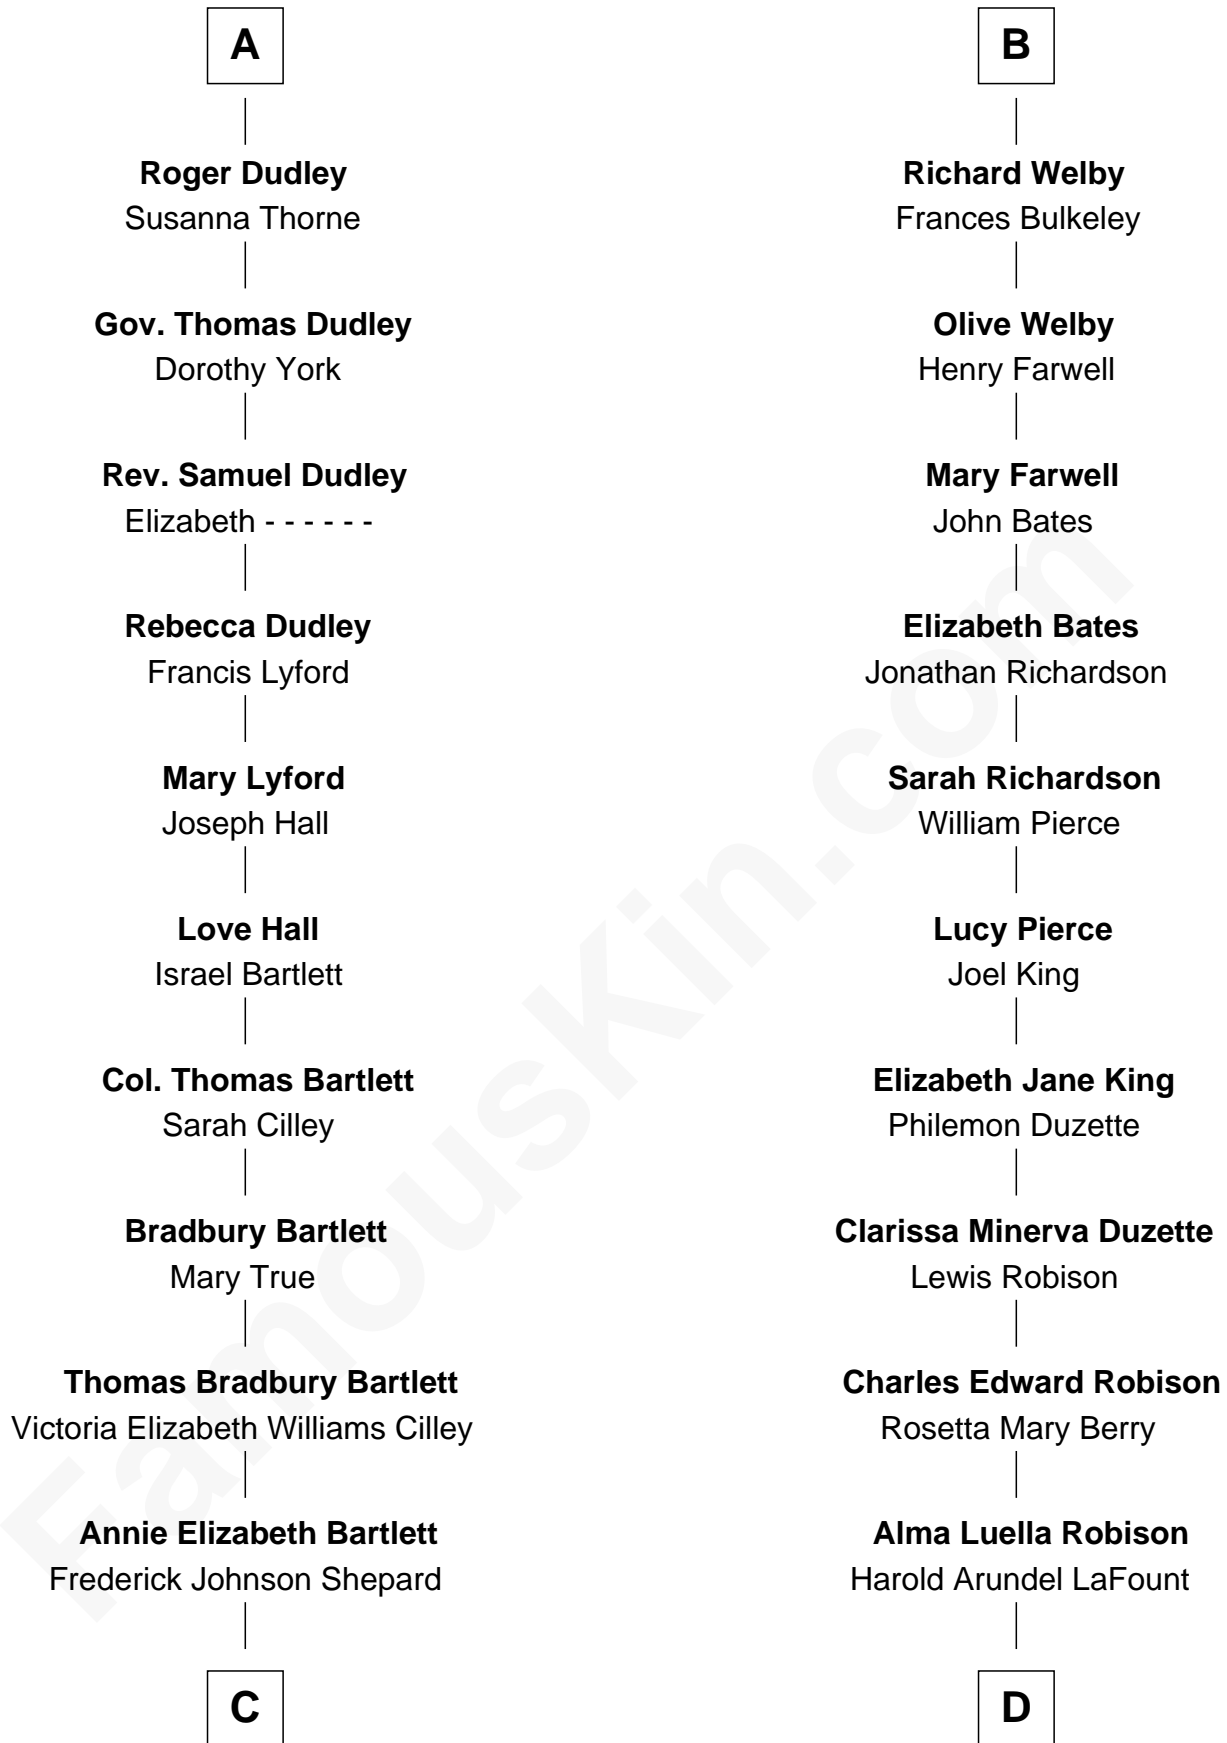 A
Roger Dudley
Susanna Thorne
Gov. Thomas Dudley
Dorothy York
Rev. Samuel Dudley
Elizabeth - - - - - -
Rebecca Dudley
Francis Lyford
Mary Lyford
Joseph Hall
Love Hall
Israel Bartlett
Col. Thomas Bartlett
Sarah Cilley
Bradbury Bartlett
Mary True
Thomas Bradbury Bartlett
Victoria Elizabeth Williams Cilley
Annie Elizabeth Bartlett
Frederick Johnson Shepard
C
B
Richard Welby
Frances Bulkeley
Olive Welby
Henry Farwell
Mary Farwell
John Bates
Elizabeth Bates
Jonathan Richardson
Sarah Richardson
William Pierce
Lucy Pierce
Joel King
Elizabeth Jane King
Philemon Duzette
Clarissa Minerva Duzette
Lewis Robison
Charles Edward Robison
Rosetta Mary Berry
Alma Luella Robison
Harold Arundel LaFount
D
FamousKin.com